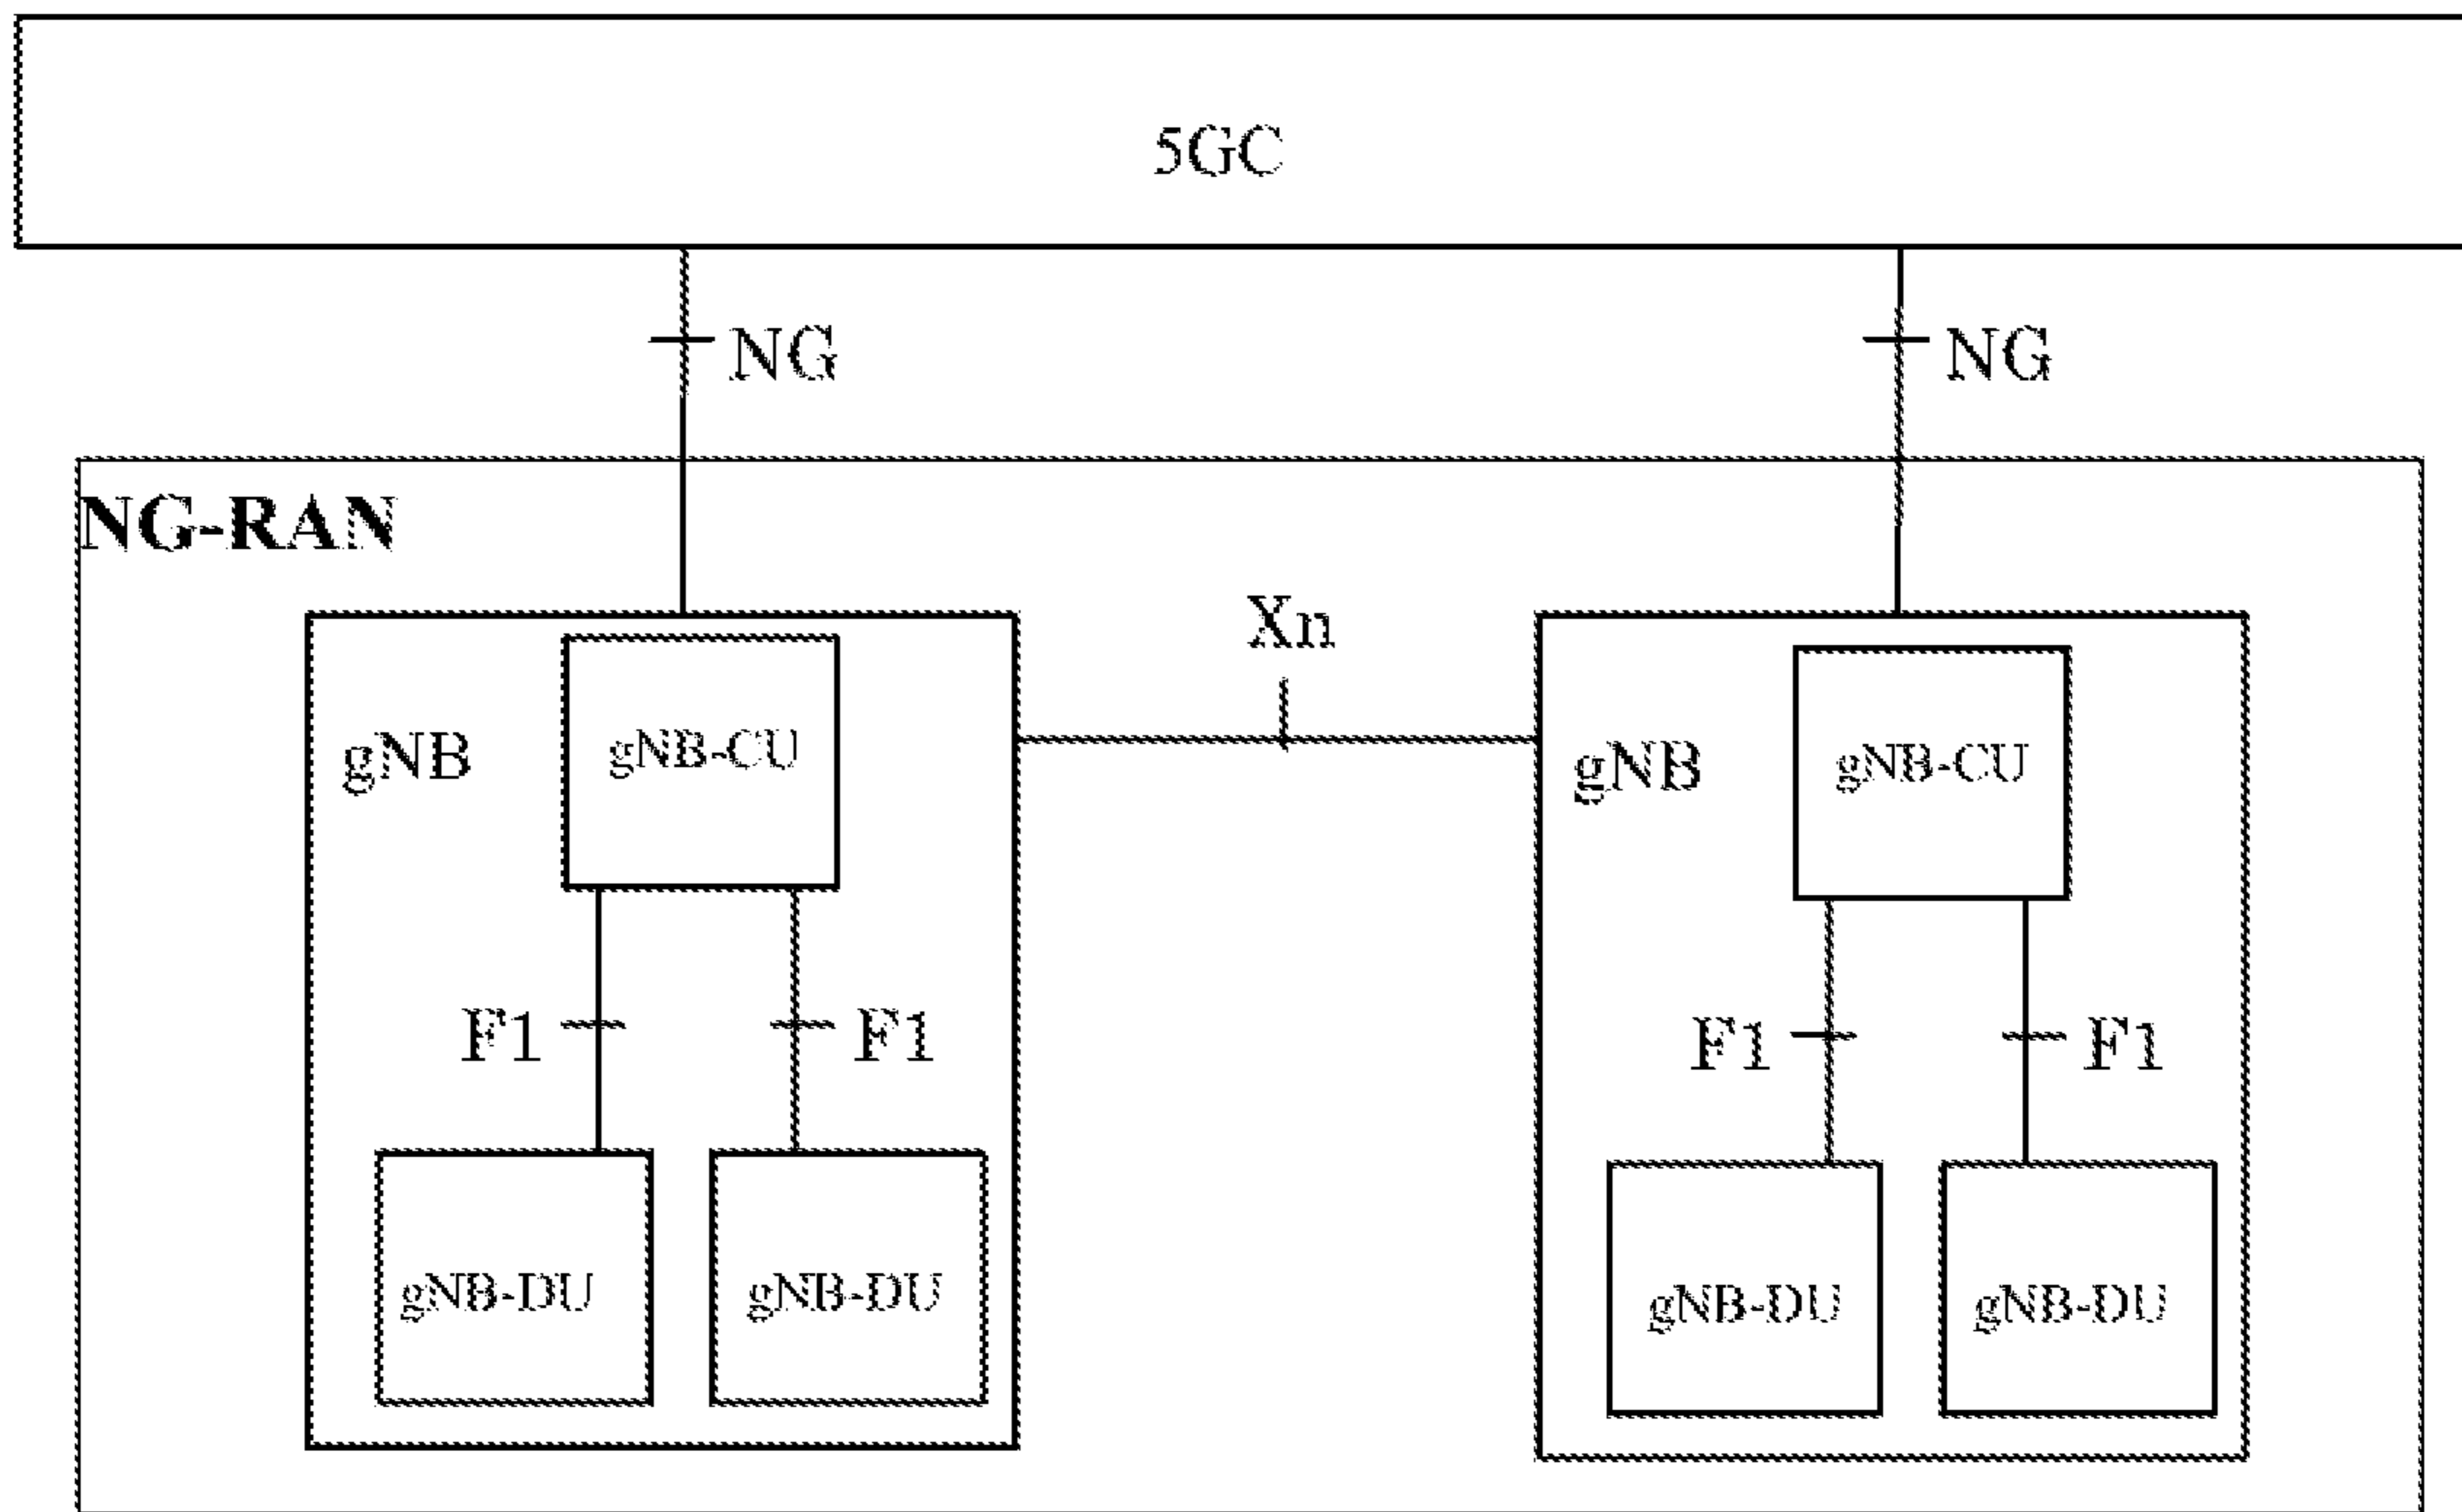 5GC
NG
NG
NG-RAN
Xn
gNB
gNB-CU
gNB
gNB-CU
F1
F1
F1
F1
gNB-DU
gNB-DU
gNB-DU
gNB-DU